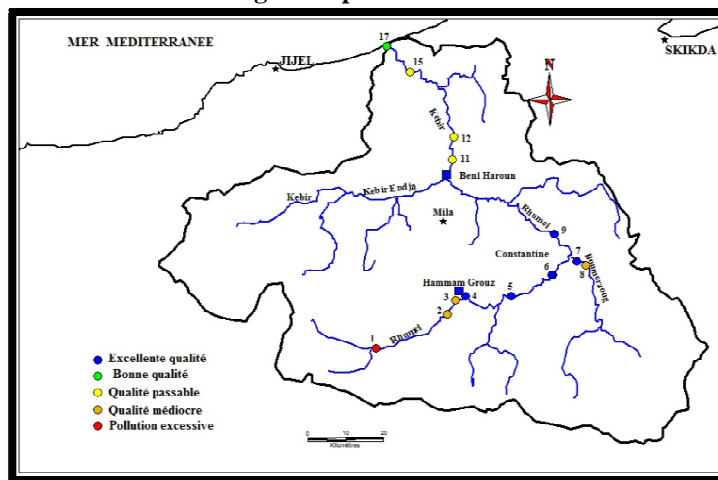 MER MEDITERRANEE
JIJEL
SKIKDA
N
17
15
Kébir
12
11
Beni Haroun
Kébir
Kebir Endja
Mila
Rhumel
9
Constantine
7
Boumerzoug
8
6
Hammam Grouz
3
4
5
2
1
Rhumel
Excellente qualité
Bonne qualité
Qualité passable
Qualité médiocre
Pollution excessive
0
10
20
Kilomètres